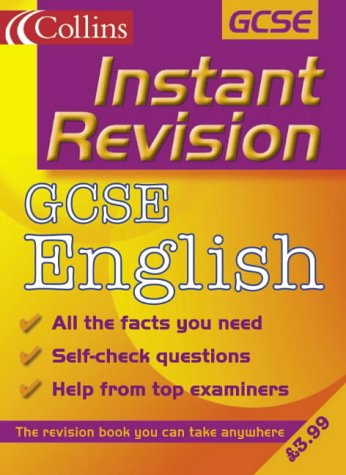 Collins
GCSE
Instant
Revision
GCSE
English
All the facts you need
Self-check questions
Help from top examiners
The revision book you can take anywhere
£3.99